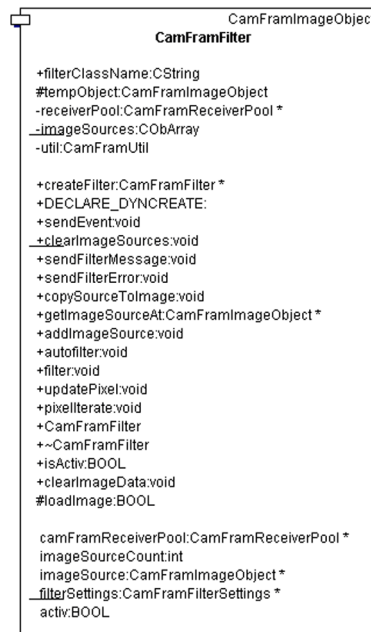 CamFramImageObjec
CamFramFilter
+filterClassName:CString
#tempObject:CamFramImageObject
-receiverPool:CamFramReceiverPool *
-imageSources:CObArray
-util:CamFramUtil
+createFilter:CamFramFilter *
+DECLARE_DYNCREATE:
+sendEvent:void
+clearImageSources:void
+sendFilterMessage:void
+sendFilterError:void
+copySourceToImage:void
+getImageSourceAt:CamFramImageObject *
+addImageSource:void
+autofilter:void
+filter:void
+updatePixel:void
+pixelIterate:void
+CamFramFilter
+~CamFramFilter
+isActiv:BOOL
+clearImageData:void
#loadImage:BOOL
camFramReceiverPool:CamFramReceiverPool *
imageSourceCount:int
imageSource:CamFramImageObject *
filterSettings:CamFramFilterSettings *
activ:BOOL